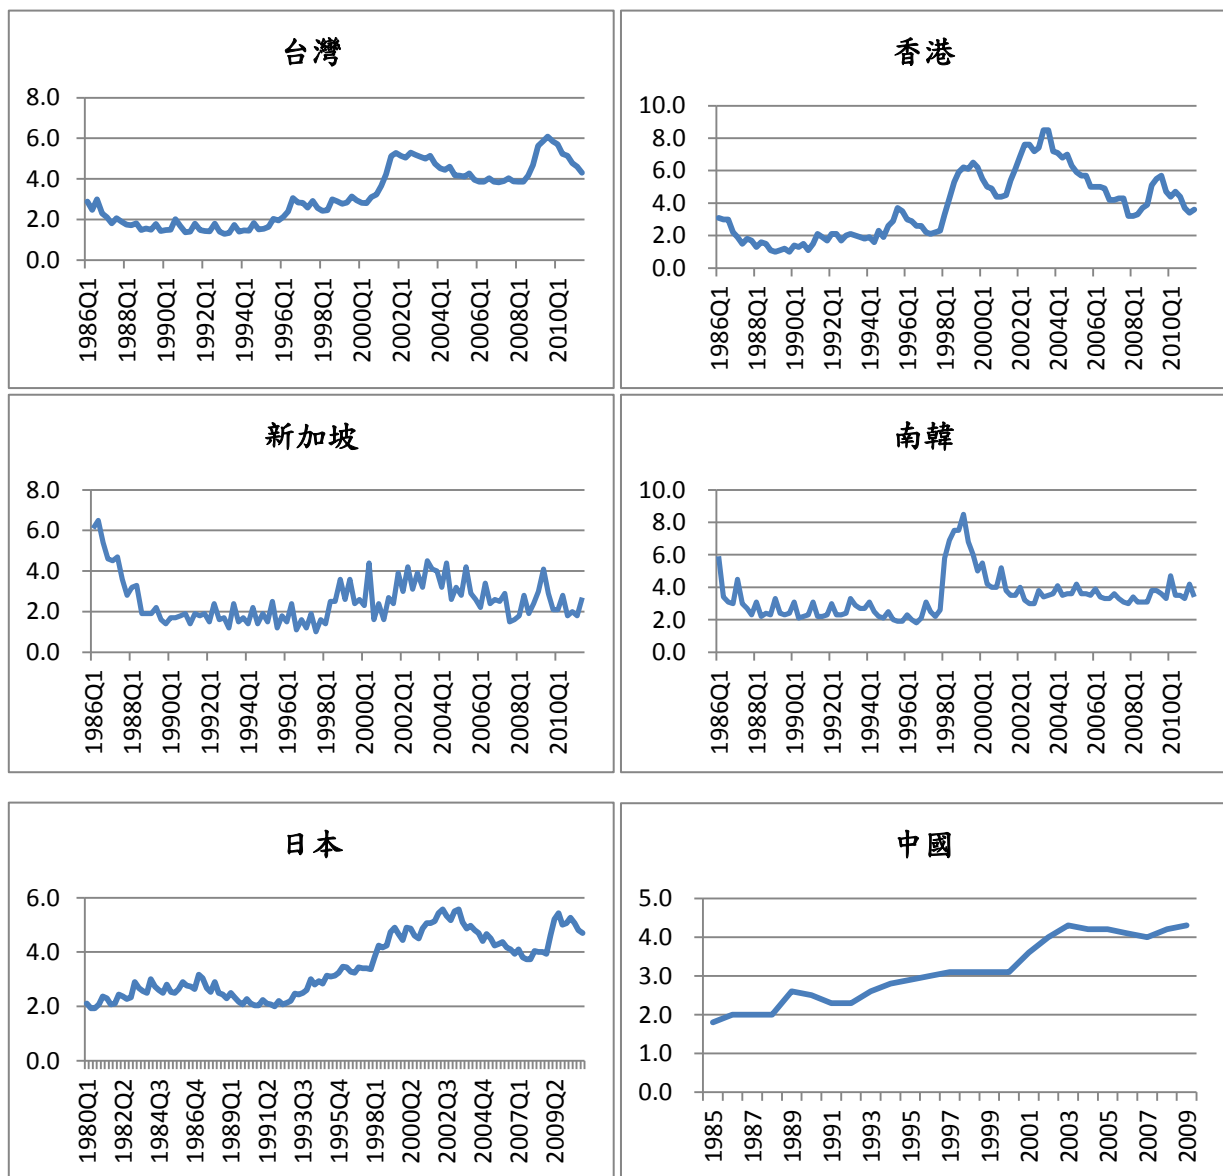 台灣
8.0
6.0
4.0
2.0
0.0
1986Q1
1988Q1
1990Q1
1992Q1
1994Q1
1996Q1
1998Q1
2000Q1
2002Q1
2004Q1
2006Q1
2008Q1
2010Q1
香港
10.0
8.0
6.0
4.0
2.0
0.0
1986Q1
1988Q1
1990Q1
1992Q1
1994Q1
1996Q1
1998Q1
2000Q1
2002Q1
2004Q1
2006Q1
2008Q1
2010Q1
新加坡
8.0
6.0
4.0
2.0
0.0
1986Q1
1988Q1
1990Q1
1992Q1
1994Q1
1996Q1
1998Q1
2000Q1
2002Q1
2004Q1
2006Q1
2008Q1
2010Q1
南韓
10.0
8.0
6.0
4.0
2.0
0.0
1986Q1
1988Q1
1990Q1
1992Q1
1994Q1
1996Q1
1998Q1
2000Q1
2002Q1
2004Q1
2006Q1
2008Q1
2010Q1
日本
6.0
4.0
2.0
0.0
1980Q1
1982Q2
1984Q3
1986Q4
1989Q1
1991Q2
1993Q3
1995Q4
1998Q1
2000Q2
2002Q3
2004Q4
2007Q1
2009Q2
中國
5.0
4.0
3.0
2.0
1.0
0.0
1985
1987
1989
1991
1993
1995
1997
1999
2001
2003
2005
2007
2009